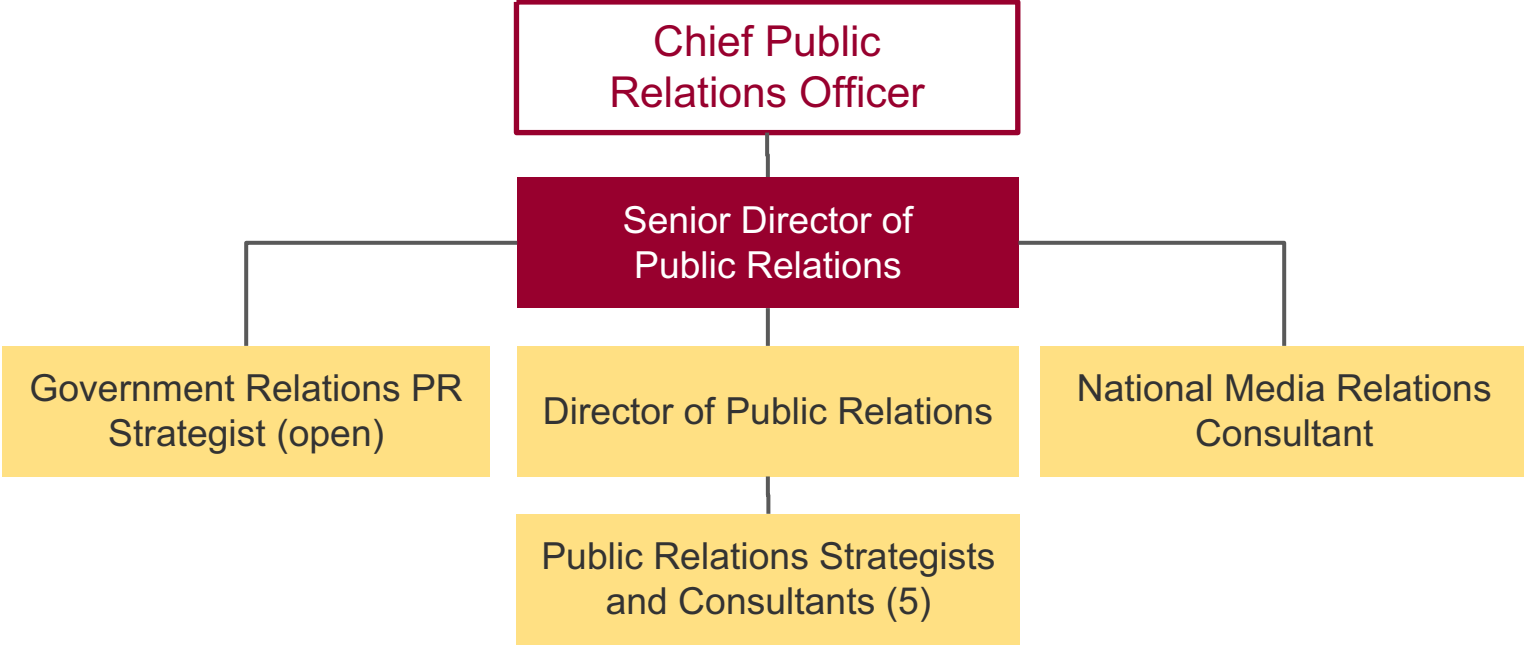 Chief Public
Relations Officer
Senior Director of
Public Relations
Government Relations PR
Strategist (open)
Director of Public Relations
National Media Relations
Consultant
Public Relations Strategists
and Consultants (5)